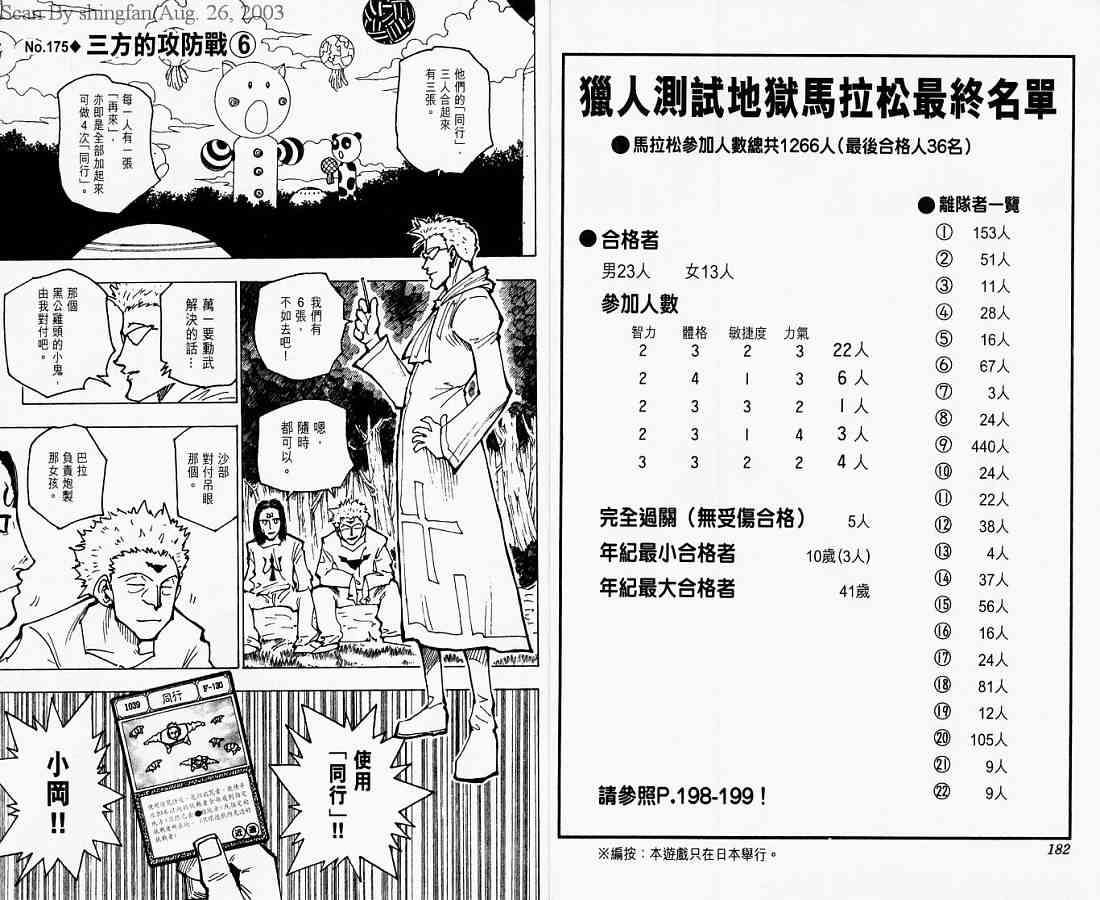 Scan By shingfan Aug. 26, 2003
獵人測試地獄馬拉松最終名單
●馬拉松參加人數總共1266人(最後合格人36名)
●合格者
男23人 女13人
參加人數
智力 體格 敏捷度 力氣
2 3 2 3 22人
2 4 1 3 6人
2 3 3 2 1人
2 3 1 4 3人
3 3 2 2 4人
完全過關(無受傷合格) 5人
年紀最小合格者 10歲(3人)
年紀最大合格者 41歲
請參照P.198-199!
●離隊者一覽
① 153人
② 51人
③ 11人
④ 28人
⑤ 16人
⑥ 67人
⑦ 3人
⑧ 24人
⑨ 440人
⑩ 24人
⑪ 22人
⑫ 38人
⑬ 4人
⑭ 37人
⑮ 56人
⑯ 16人
⑰ 24人
⑱ 81人
⑲ 12人
⑳ 105人
㉑ 9人
㉒ 9人
※編按:本遊戲只在日本舉行。
182
No.175◆三方的攻防戰⑥
他們的「同行」,
三人合起來
有三張。
每一人有一張
「再來」,
亦即是全部加起來
可做4次「同行」。
我們有
6張,
不如去吧!
嗯,
隨時
都可以。
萬一要動武
解決的話…
那個
黑公雞頭的小鬼,
由我對付吧。
沙部
對付吊眼
那個。
巴拉
負責炮製
那女孩。
使用
「同行」!!
1039 同行 F-130
近遠
小岡!!